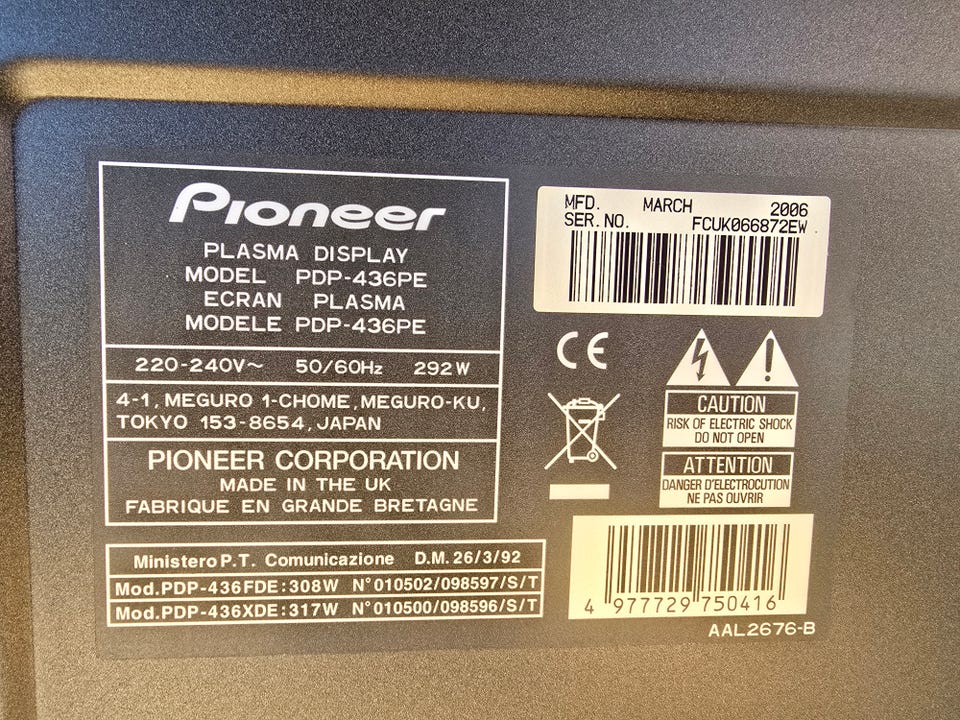 Pioneer
PLASMA DISPLAY
MODEL PDP-436PE
ECRAN PLASMA
MODELE PDP-436PE
220-240V~ 50/60Hz 292W
4-1, MEGURO 1-CHOME, MEGURO-KU,
TOKYO 153-8654, JAPAN
PIONEER CORPORATION
MADE IN THE UK
FABRIQUE EN GRANDE BRETAGNE
Ministero P.T. Comunicazione D.M. 26/3/92
Mod.PDP-436FDE:308W N°010502/098597/S/T
Mod.PDP-436XDE:317W N°010500/098596/S/T
MFD. MARCH 2006
SER. NO. FCUK066872EW
CE
CAUTION
RISK OF ELECTRIC SHOCK
DO NOT OPEN
ATTENTION
DANGER D'ELECTROCUTION
NE PAS OUVRIR
4 977729 750416
AAL2676-B